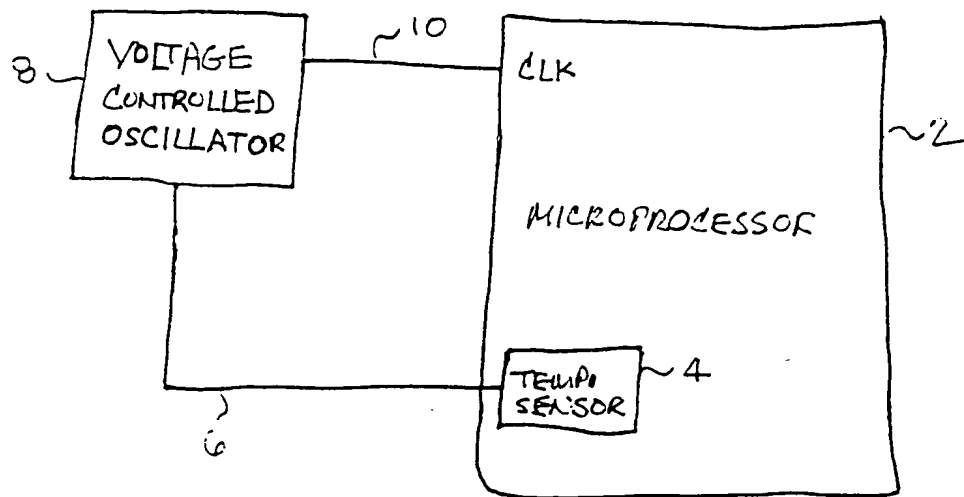 10
8
VOLTAGE
CONTROLLED
OSCILLATOR
CLK
2
MICROPROCESSOR
4
TEMP.
SENSOR
6